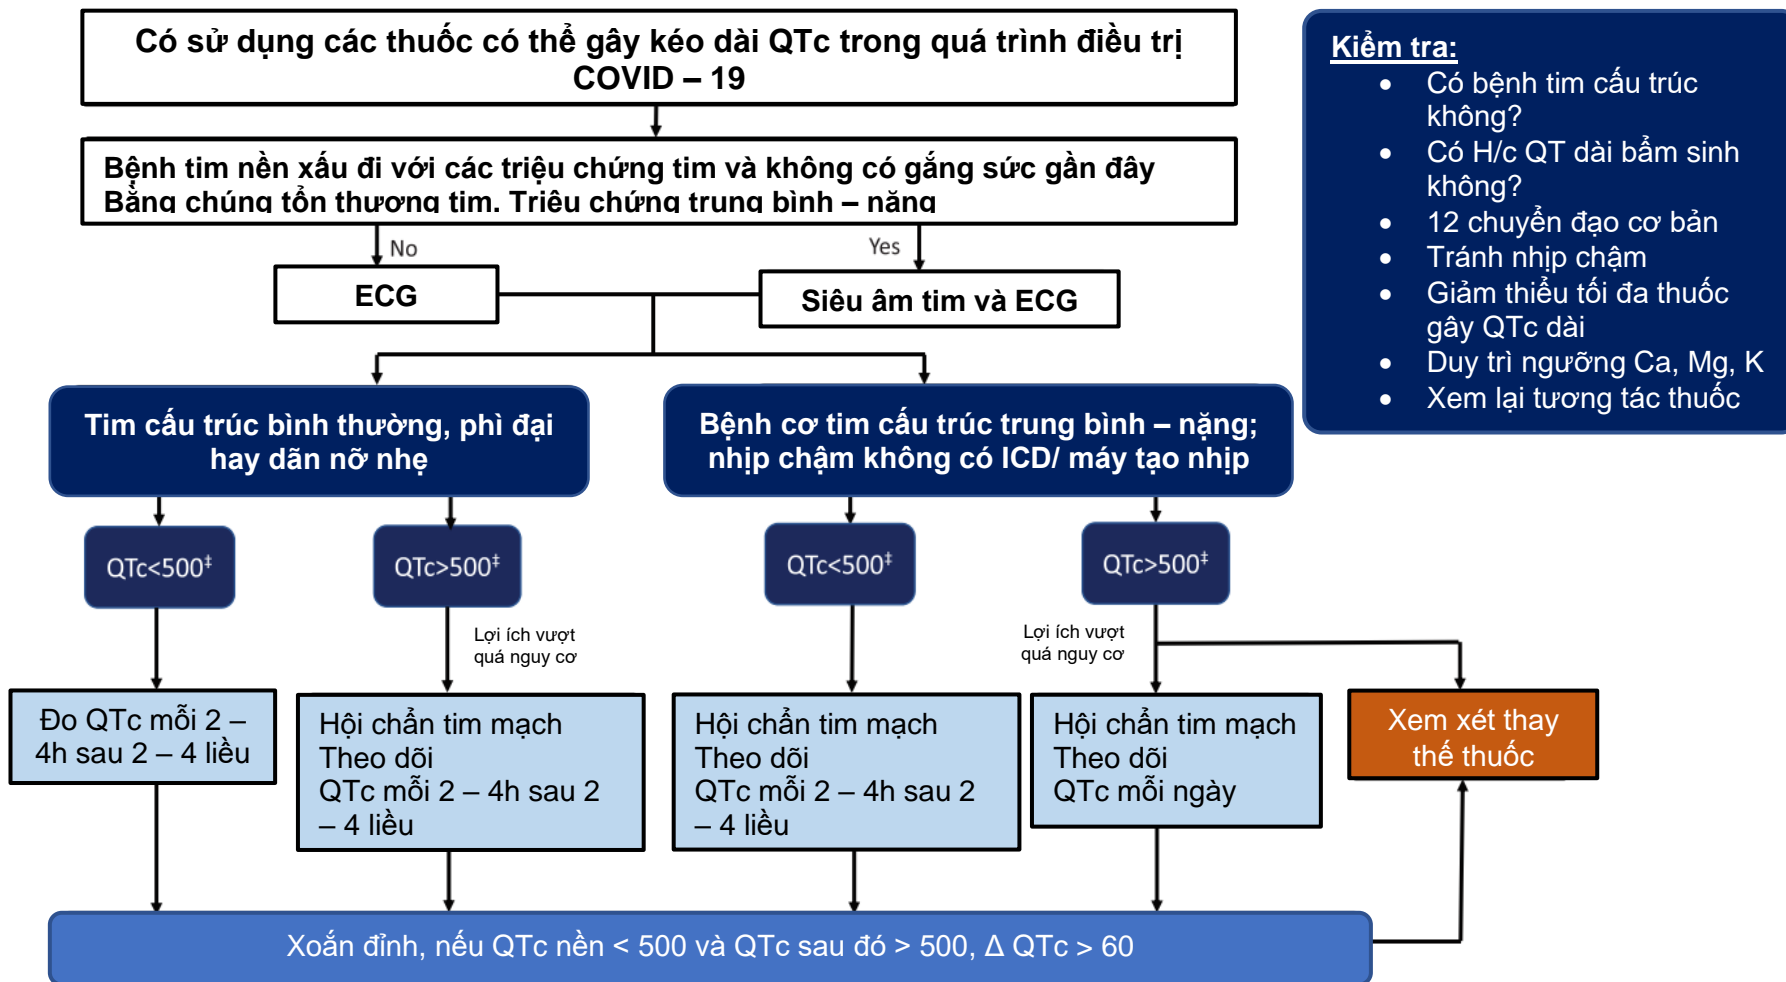 Có sử dụng các thuốc có thể gây kéo dài QTc trong quá trình điều trị
COVID – 19
Bệnh tim nền xấu đi với các triệu chứng tim và không có gắng sức gần đây
Bằng chứng tổn thương tim. Triệu chứng trung bình – nặng
No
Yes
ECG
Siêu âm tim và ECG
Kiểm tra:
• Có bệnh tim cấu trúc
không?
• Có H/c QT dài bẩm sinh
không?
• 12 chuyển đạo cơ bản
• Tránh nhịp chậm
• Giảm thiểu tối đa thuốc
gây QTc dài
• Duy trì ngưỡng Ca, Mg, K
• Xem lại tương tác thuốc
Tim cấu trúc bình thường, phì đại
hay dãn nỡ nhẹ
Bệnh cơ tim cấu trúc trung bình – nặng;
nhịp chậm không có ICD/ máy tạo nhịp
QTc<500‡
QTc>500‡
QTc<500‡
QTc>500‡
Lợi ích vượt
quá nguy cơ
Lợi ích vượt
quá nguy cơ
Đo QTc mỗi 2 –
4h sau 2 – 4 liều
Hội chẩn tim mạch
Theo dõi
QTc mỗi 2 – 4h sau 2
– 4 liều
Hội chẩn tim mạch
Theo dõi
QTc mỗi 2 – 4h sau 2
– 4 liều
Hội chẩn tim mạch
Theo dõi
QTc mỗi ngày
Xem xét thay
thế thuốc
Xoắn đỉnh, nếu QTc nền < 500 và QTc sau đó > 500, Δ QTc > 60